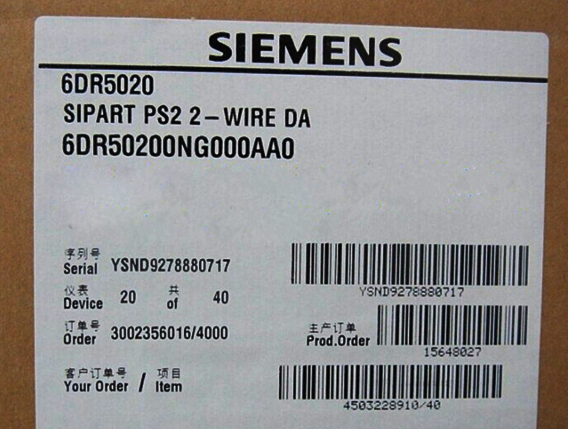 SIEMENS
6DR5020
SIPART PS2 2-WIRE DA
6DR50200NG000AA0
序列号
Serial YSND9278880717
YSND9278880717
仪表 共
Device 20 of 40
订单号
Order 3002356016/4000
主产订单
Prod.Order
15648027
客户订单号 / 项目
Your Order / Item
4503228910/40